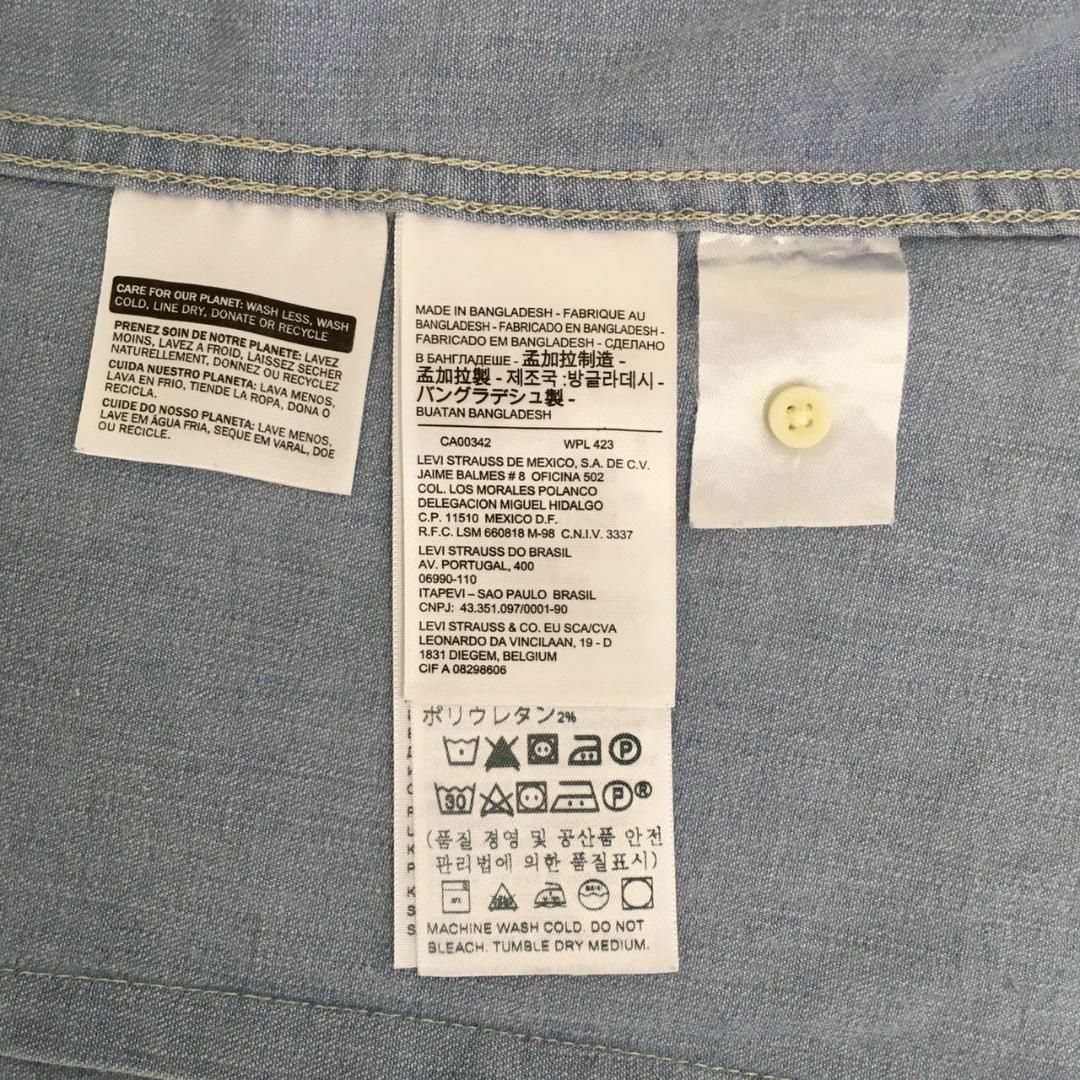 CARE FOR OUR PLANET: WASH LESS, WASH
COLD, LINE DRY, DONATE OR RECYCLE
PRENEZ SOIN DE NOTRE PLANETE: LAVEZ
MOINS, LAVEZ A FROID, LAISSEZ SECHER
NATURELLEMENT, DONNEZ OU RECYCLEZ
CUIDA NUESTRO PLANETA: LAVA MENOS,
LAVA EN FRIO, TIENDE LA ROPA, DONA O
RECICLA.
CUIDE DO NOSSO PLANETA: LAVE MENOS,
LAVE EM ÁGUA FRIA, SEQUE EM VARAL, DOE
OU RECICLE.
MADE IN BANGLADESH - FABRIQUE AU
BANGLADESH - FABRICADO EN BANGLADESH -
FABRICADO EM BANGLADESH - СДЕЛАНО
В БАНГЛАДЕШЕ - 孟加拉制造 -
孟加拉製 - 제조국 :방글라데시 -
バングラデシュ製 -
BUATAN BANGLADESH
CA00342 WPL 423
LEVI STRAUSS DE MEXICO, S.A. DE C.V.
JAIME BALMES # 8 OFICINA 502
COL. LOS MORALES POLANCO
DELEGACION MIGUEL HIDALGO
C.P. 11510 MEXICO D.F.
R.F.C. LSM 660818 M-98 C.N.I.V. 3337
LEVI STRAUSS DO BRASIL
AV. PORTUGAL, 400
06990-110
ITAPEVI – SAO PAULO BRASIL
CNPJ: 43.351.097/0001-90
LEVI STRAUSS & CO. EU SCA/CVA
LEONARDO DA VINCILAAN, 19 - D
1831 DIEGEM, BELGIUM
CIF A 08298606
ポリウレタン 2%
P
30 P ®
(품질 경영 및 공산품 안전
관리법에 의한 품질표시)
MACHINE WASH COLD. DO NOT
BLEACH. TUMBLE DRY MEDIUM.